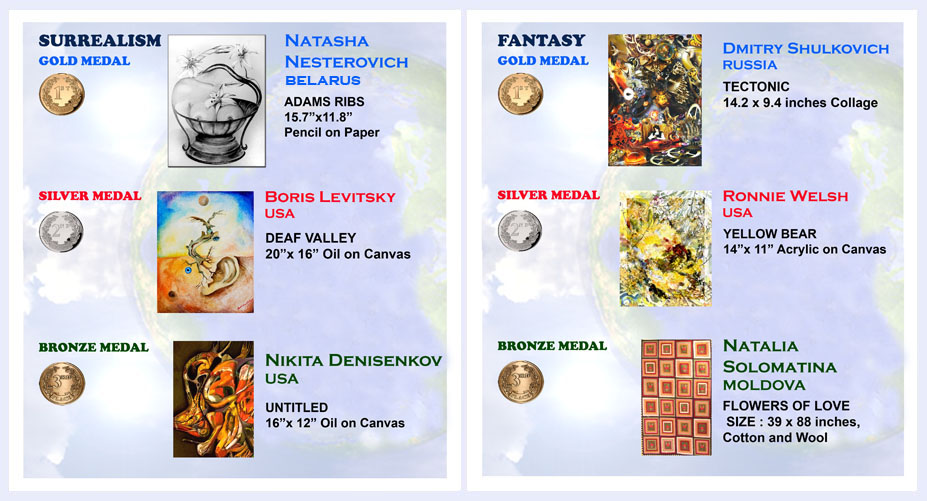 SURREALISM
GOLD MEDAL
1ST
NATASHA
NESTEROVICH
BELARUS
ADAMS RIBS
15.7”x11.8”
Pencil on Paper
SILVER MEDAL
2ND
BORIS LEVITSKY
USA
DEAF VALLEY
20”x 16” Oil on Canvas
BRONZE MEDAL
NIKITA DENISENKOV
USA
UNTITLED
16”x 12” Oil on Canvas
FANTASY
GOLD MEDAL
1ST
DMITRY SHULKOVICH
RUSSIA
TECTONIC
14.2 x 9.4 inches Collage
SILVER MEDAL
2ND
RONNIE WELSH
USA
YELLOW BEAR
14”x 11” Acrylic on Canvas
BRONZE MEDAL
NATALIA
SOLOMATINA
MOLDOVA
FLOWERS OF LOVE
SIZE : 39 x 88 inches,
Cotton and Wool